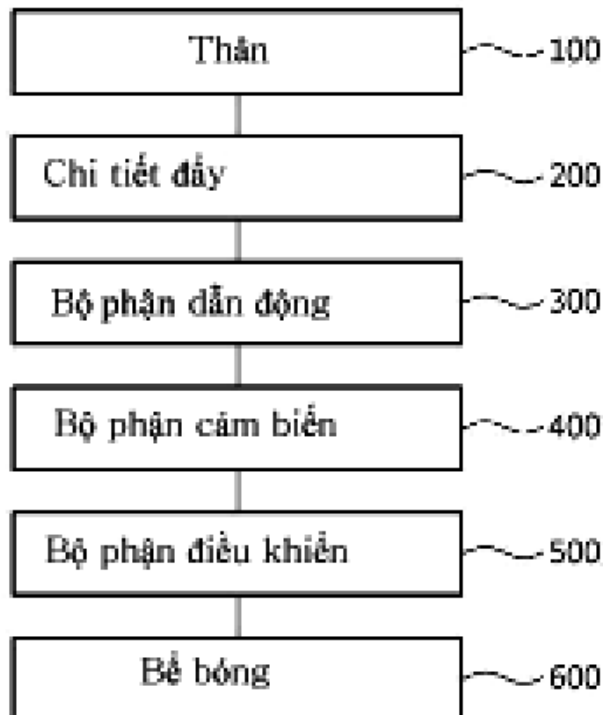 Thân 100
Chi tiết đẩy 200
Bộ phận dẫn động 300
Bộ phận cảm biến 400
Bộ phận điều khiển 500
Bể bóng 600